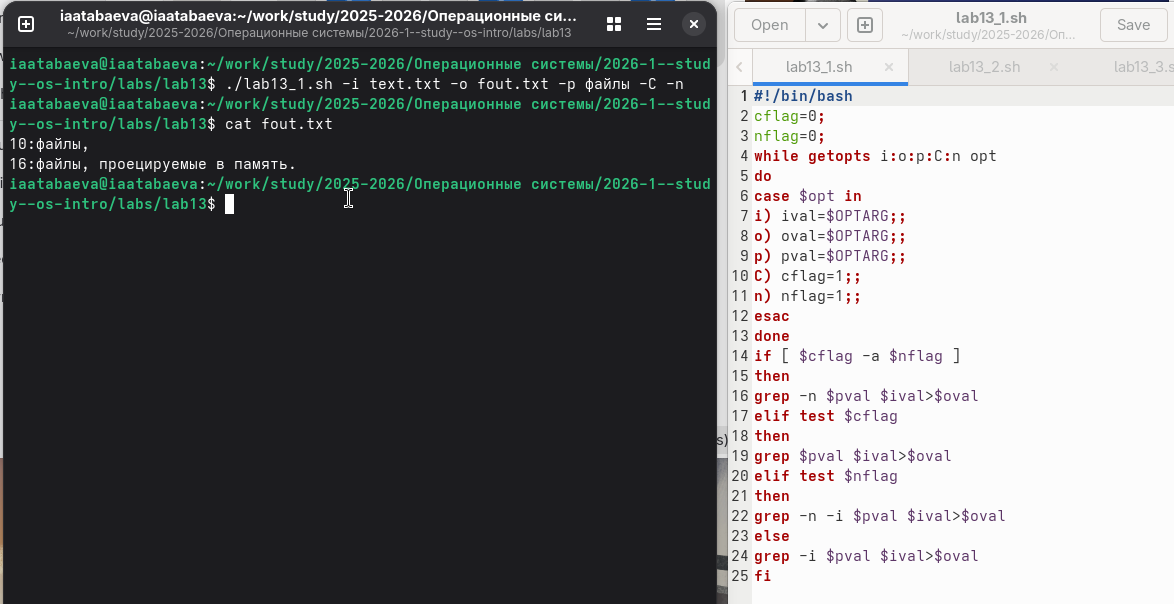 iaatabaeva@iaatabaeva:~/work/study/2025-2026/Операционные си...
~/work/study/2025-2026/Операционные системы/2026-1--study--os-intro/labs/lab13
iaatabaeva@iaatabaeva:~/work/study/2025-2026/Операционные системы/2026-1--stud
y--os-intro/labs/lab13$ ./lab13_1.sh -i text.txt -o fout.txt -p файлы -C -n
iaatabaeva@iaatabaeva:~/work/study/2025-2026/Операционные системы/2026-1--stud
y--os-intro/labs/lab13$ cat fout.txt
10:файлы,
16:файлы, проецируемые в память.
iaatabaeva@iaatabaeva:~/work/study/2025-2026/Операционные системы/2026-1--stud
y--os-intro/labs/lab13$
Open
lab13_1.sh
~/work/study/2025-2026/Оп...
Save
lab13_1.sh
lab13_2.sh
lab13_3.s
1 #!/bin/bash
2 cflag=0;
3 nflag=0;
4 while getopts i:o:p:C:n opt
5 do
6 case $opt in
7 i) ival=$OPTARG;;
8 o) oval=$OPTARG;;
9 p) pval=$OPTARG;;
10 C) cflag=1;;
11 n) nflag=1;;
12 esac
13 done
14 if [ $cflag -a $nflag ]
15 then
16 grep -n $pval $ival>$oval
17 elif test $cflag
18 then
19 grep $pval $ival>$oval
20 elif test $nflag
21 then
22 grep -n -i $pval $ival>$oval
23 else
24 grep -i $pval $ival>$oval
25 fi
s)